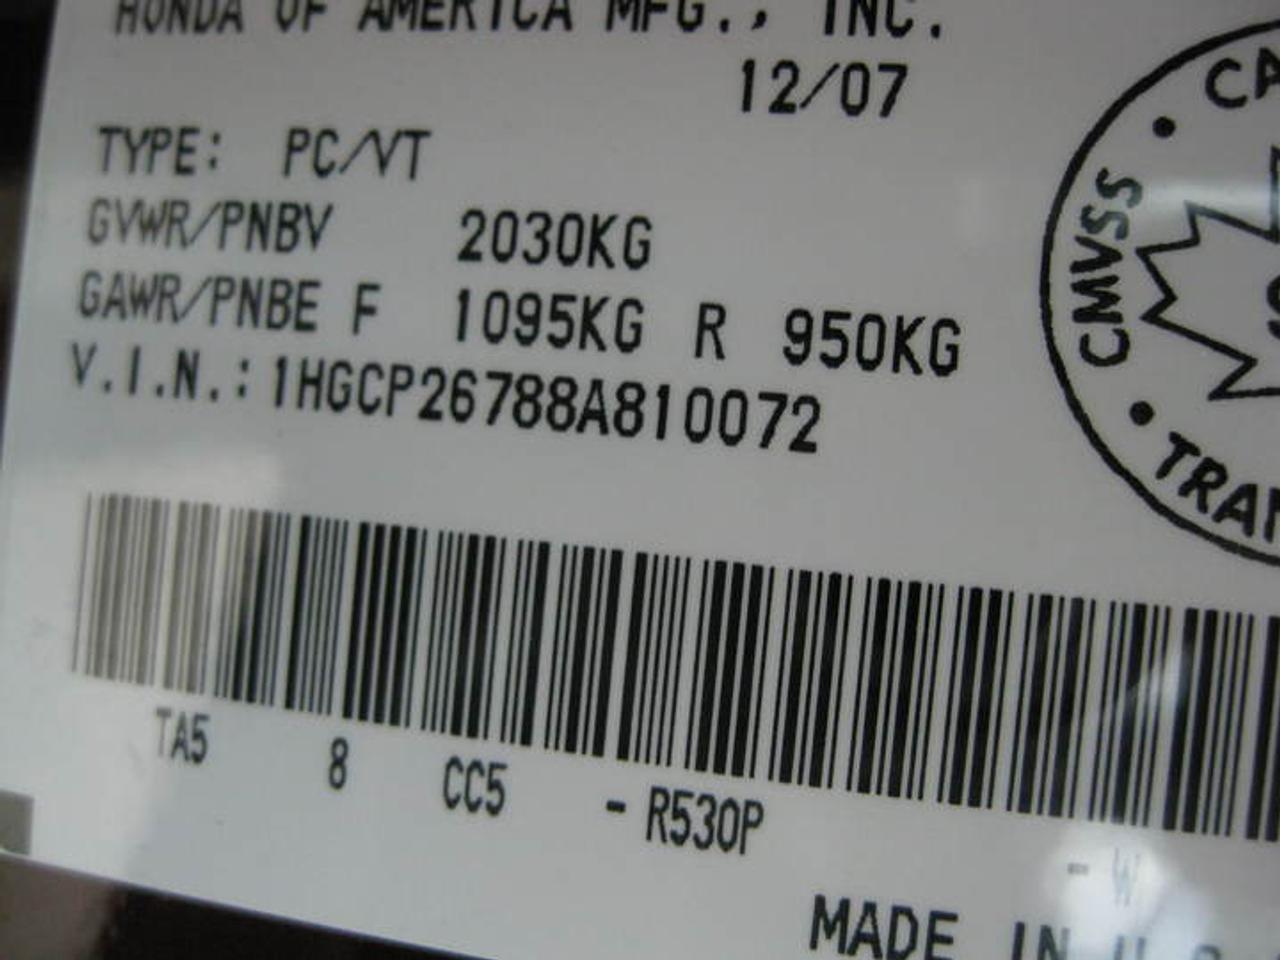 HONDA OF AMERICA MFG., INC.
12/07
TYPE: PC/VT
GVWR/PNBV 2030KG
GAWR/PNBE F 1095KG R 950KG
V.I.N.:1HGCP26788A810072
CMVSS •
TA5 8 CC5 - R530P
- W
MADE IN